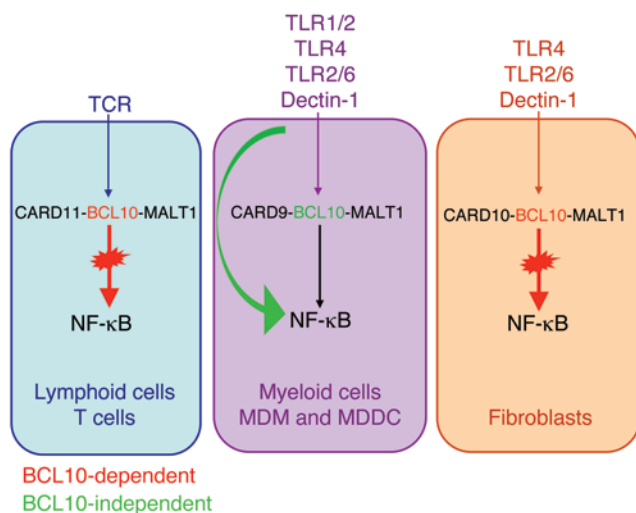 TCR
CARD11-BCL10-MALT1
NF-κB
Lymphoid cells
T cells
TLR1/2
TLR4
TLR2/6
Dectin-1
CARD9-BCL10-MALT1
NF-κB
Myeloid cells
MDM and MDDC
TLR4
TLR2/6
Dectin-1
CARD10-BCL10-MALT1
NF-κB
Fibroblasts
BCL10-dependent
BCL10-independent